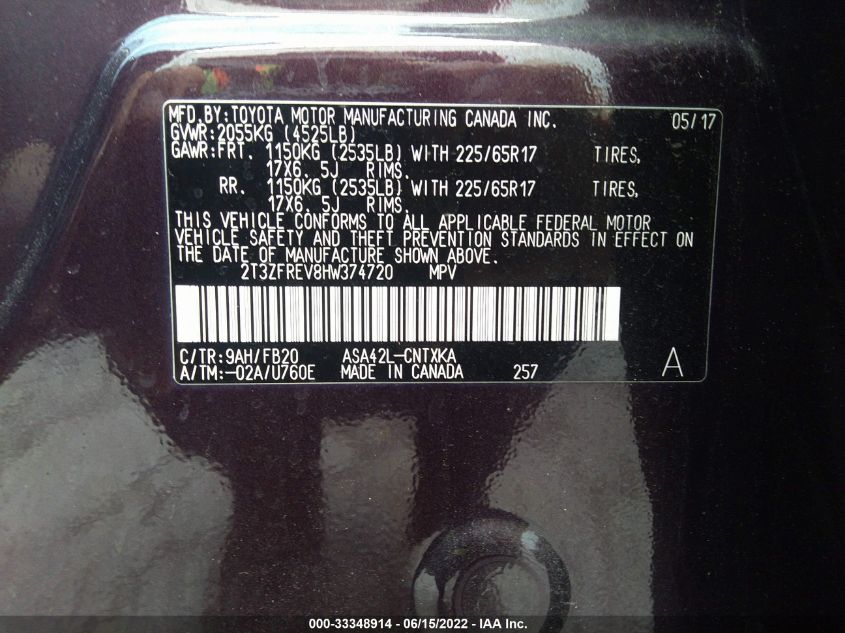 MFD.BY:TOYOTA MOTOR MANUFACTURING CANADA INC. 05/17
GVWR:2055KG (4525LB)
GAWR:FRT. 1150KG (2535LB) WITH 225/65R17 TIRES,
17X6.5J RIMS.
RR. 1150KG (2535LB) WITH 225/65R17 TIRES,
17X6.5J RIMS.
THIS VEHICLE CONFORMS TO ALL APPLICABLE FEDERAL MOTOR
VEHICLE SAFETY AND THEFT PREVENTION STANDARDS IN EFFECT ON
THE DATE OF MANUFACTURE SHOWN ABOVE.
2T3ZFREV8HW374720 MPV
C/TR:9AH/FB20 ASA42L-CNTXKA
A/TM:-02A/U760E MADE IN CANADA 257 A
000-33348914 - 06/15/2022 - IAA Inc.